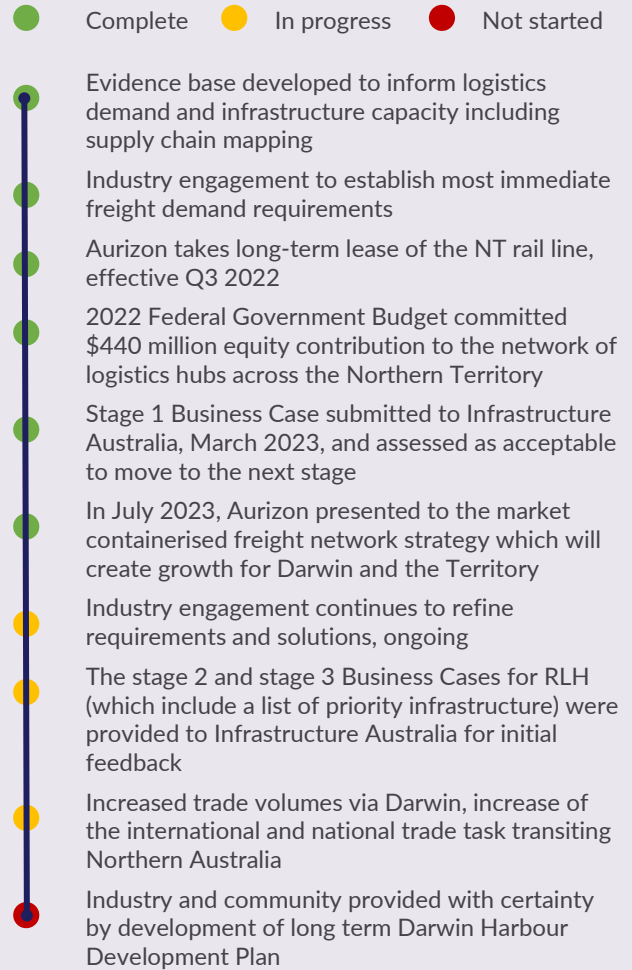 Complete In progress Not started
Evidence base developed to inform logistics
demand and infrastructure capacity including
supply chain mapping
Industry engagement to establish most immediate
freight demand requirements
Aurizon takes long-term lease of the NT rail line,
effective Q3 2022
2022 Federal Government Budget committed
$440 million equity contribution to the network of
logistics hubs across the Northern Territory
Stage 1 Business Case submitted to Infrastructure
Australia, March 2023, and assessed as acceptable
to move to the next stage
In July 2023, Aurizon presented to the market
containerised freight network strategy which will
create growth for Darwin and the Territory
Industry engagement continues to refine
requirements and solutions, ongoing
The stage 2 and stage 3 Business Cases for RLH
(which include a list of priority infrastructure) were
provided to Infrastructure Australia for initial
feedback
Increased trade volumes via Darwin, increase of
the international and national trade task transiting
Northern Australia
Industry and community provided with certainty
by development of long term Darwin Harbour
Development Plan